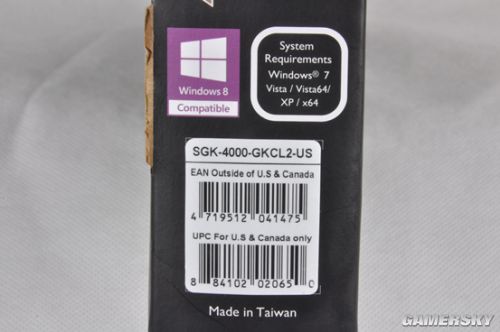 Windows 8
Compatible
System
Requirements
Windows® 7
Vista / Vista64/
XP / x64
SGK-4000-GKCL2-US
EAN Outside of U.S & Canada
4 719512 041475
UPC For U.S & Canada only
8 84102 02065 0
Made in Taiwan
GAMERSKY